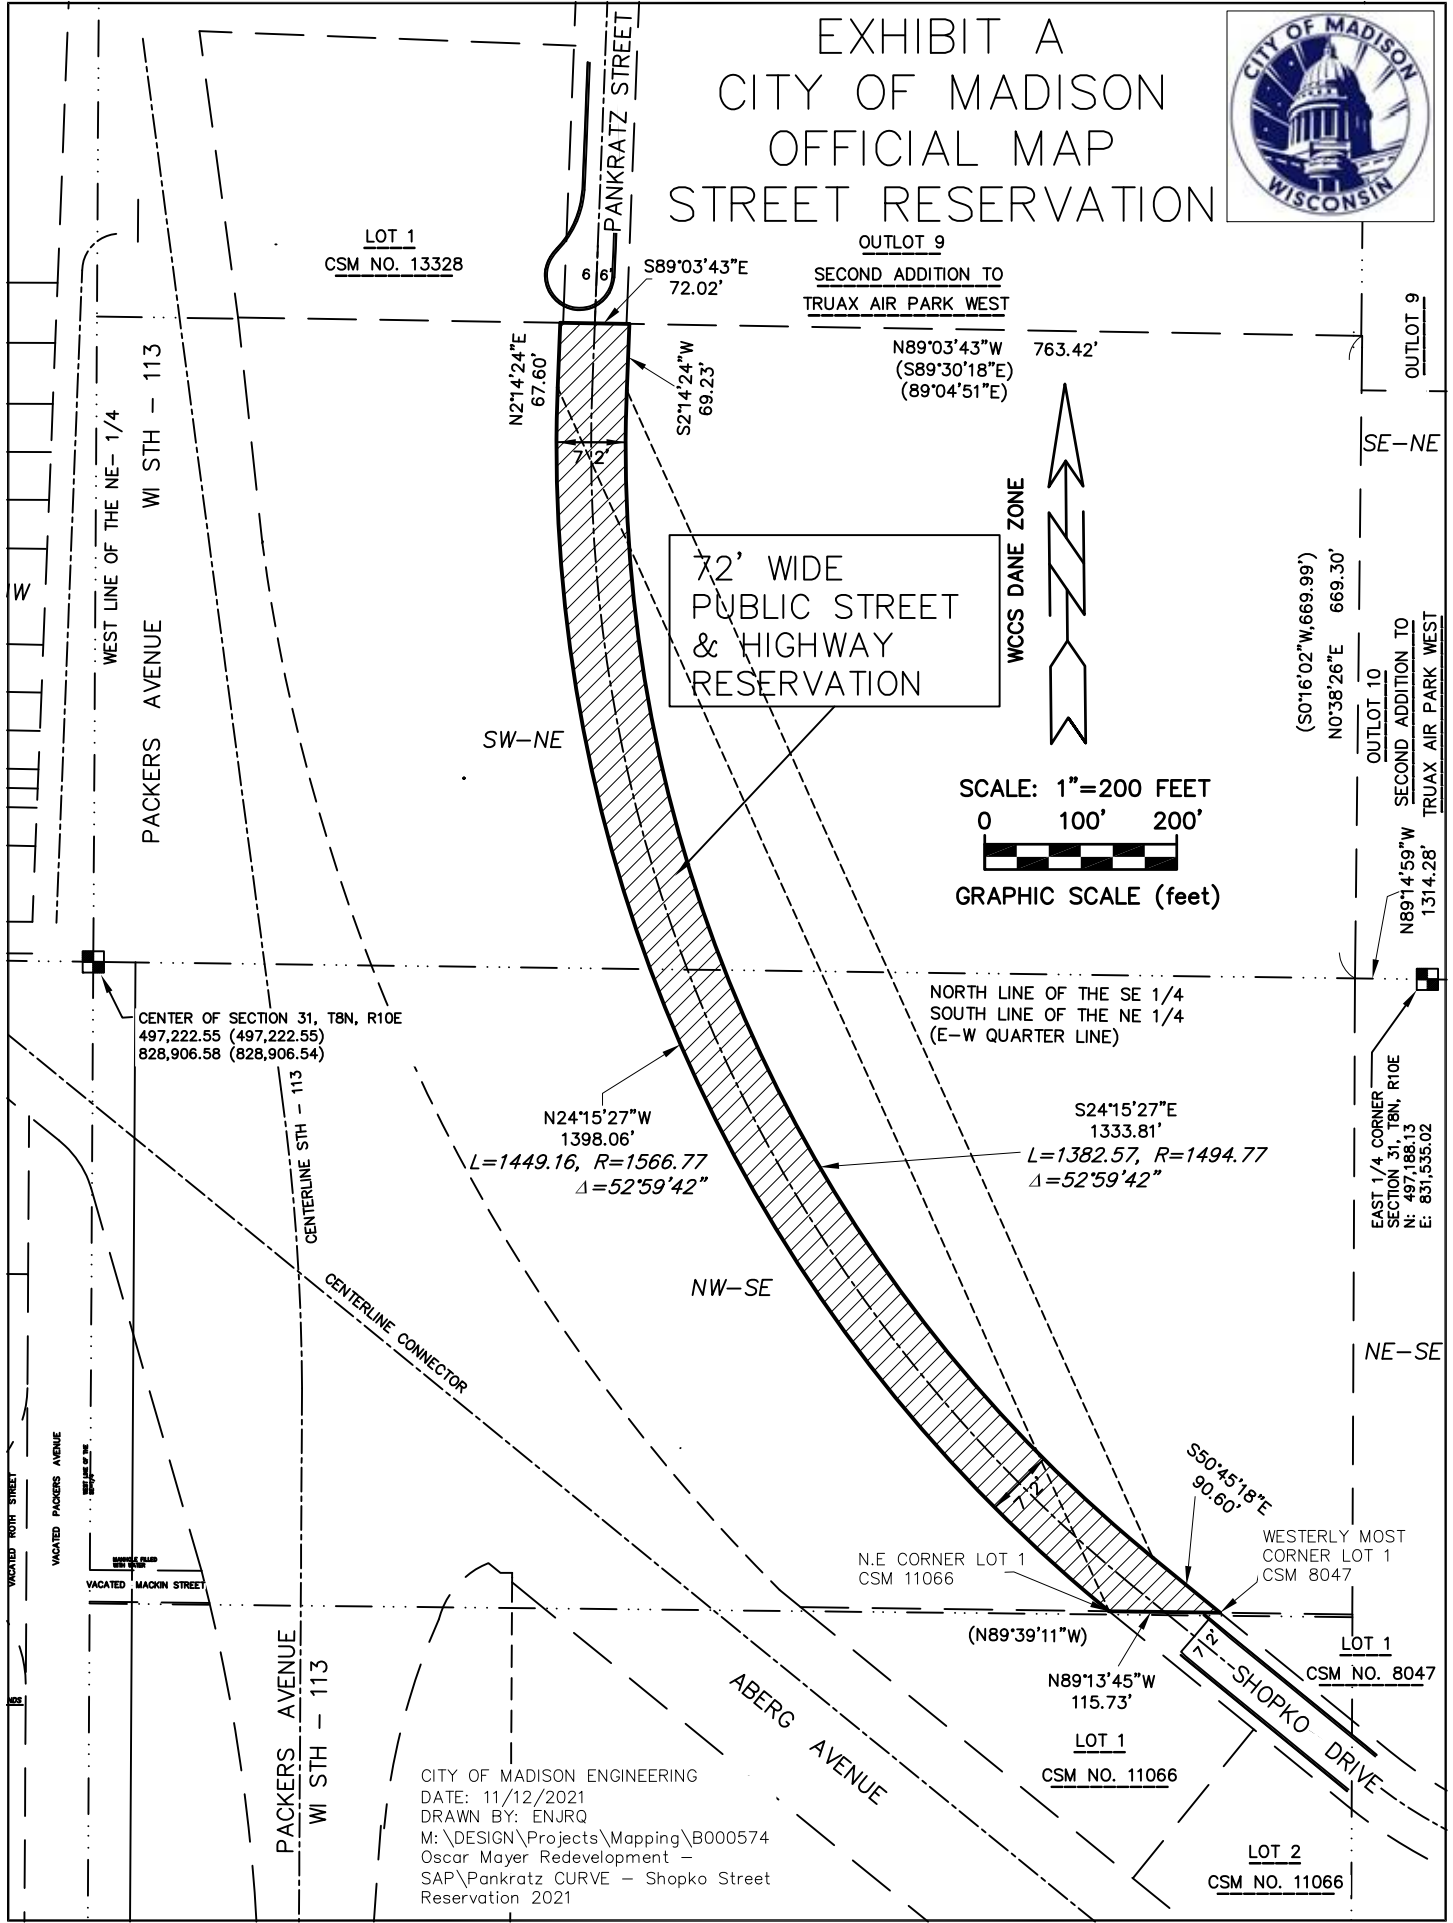 EXHIBIT A
CITY OF MADISON
OFFICIAL MAP
STREET RESERVATION
CITY OF MADISON
WISCONSIN
PANKRATZ STREET
LOT 1
CSM NO. 13328
6 6'
S89°03'43"E
72.02'
OUTLOT 9
SECOND ADDITION TO
TRUAX AIR PARK WEST
OUTLOT 9
N89°03'43"W 763.42'
(S89°30'18"E)
(89°04'51"E)
N2°14'24"E
67.60'
S2°14'24"W
69.23'
7 2'
WEST LINE OF THE NE- 1/4
PACKERS AVENUE WI STH - 113
SE-NE
W
72' WIDE
PUBLIC STREET
& HIGHWAY
RESERVATION
WCCS DANE ZONE
(S0°16'02"W,669.99')
N0°38'26"E 669.30'
OUTLOT 10
SECOND ADDITION TO
TRUAX AIR PARK WEST
SW-NE
SCALE: 1"=200 FEET
0 100' 200'
GRAPHIC SCALE (feet)
N89°14'59"W
1314.28'
CENTER OF SECTION 31, T8N, R10E
497,222.55 (497,222.55)
828,906.58 (828,906.54)
NORTH LINE OF THE SE 1/4
SOUTH LINE OF THE NE 1/4
(E-W QUARTER LINE)
EAST 1/4 CORNER
SECTION 31, T8N, R10E
N: 497,188.13
E: 831,535.02
CENTERLINE STH - 113
N24°15'27"W
1398.06'
L=1449.16, R=1566.77
Δ=52°59'42"
S24°15'27"E
1333.81'
L=1382.57, R=1494.77
Δ=52°59'42"
NW-SE
CENTERLINE CONNECTOR
NE-SE
VACATED ROTH STREET
VACATED PACKERS AVENUE
MANHOLE FILLED
WITH WATER
VACATED MACKIN STREET
7 2'
S50°45'18"E
90.60'
N.E CORNER LOT 1
CSM 11066
WESTERLY MOST
CORNER LOT 1
CSM 8047
(N89°39'11"W)
N89°13'45"W
115.73'
7 2'
SHOPKO DRIVE
LOT 1
CSM NO. 8047
LOT 1
CSM NO. 11066
LOT 2
CSM NO. 11066
PACKERS AVENUE
WI STH - 113
ABERG AVENUE
CITY OF MADISON ENGINEERING
DATE: 11/12/2021
DRAWN BY: ENJRQ
M:\DESIGN\Projects\Mapping\B000574
Oscar Mayer Redevelopment -
SAP\Pankratz CURVE - Shopko Street
Reservation 2021